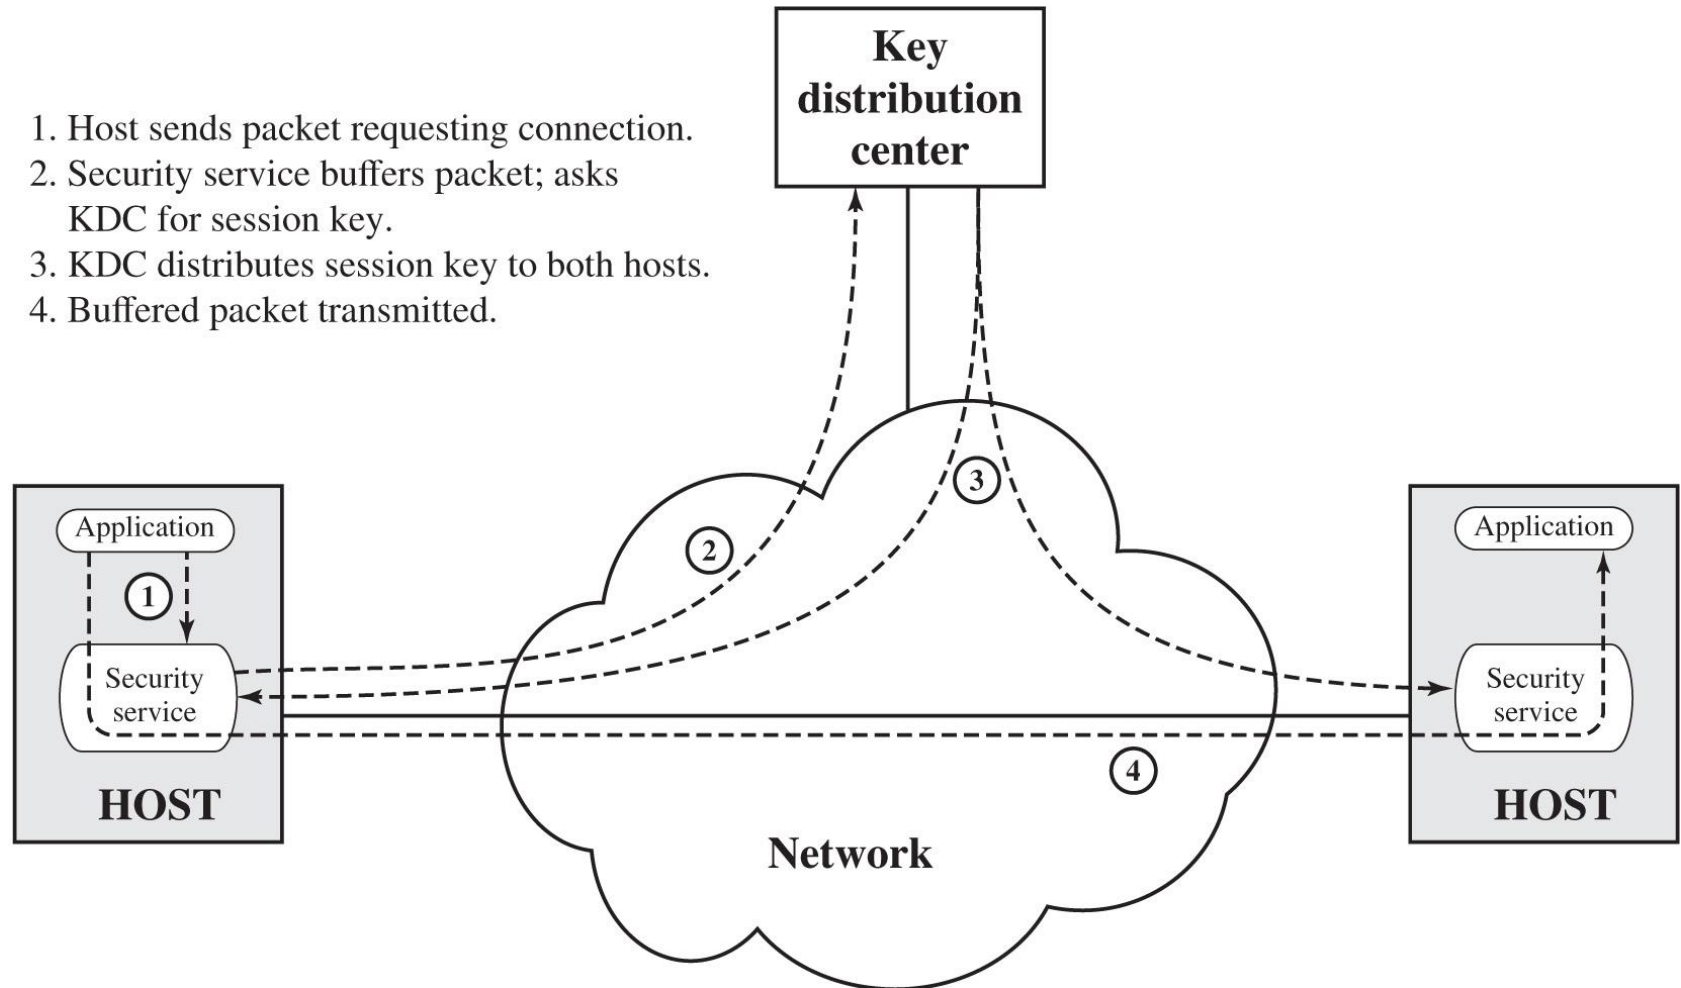 Key
distribution
center
1. Host sends packet requesting connection.
2. Security service buffers packet; asks
KDC for session key.
3. KDC distributes session key to both hosts.
4. Buffered packet transmitted.
3
2
Application
1
Security
service
HOST
Application
Security
service
HOST
4
Network